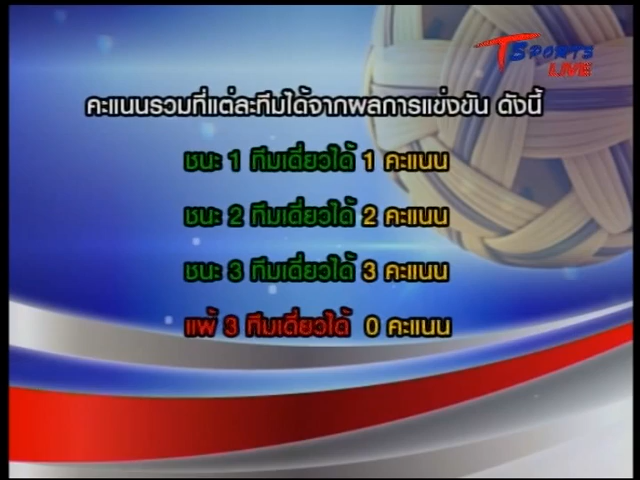 T SPORTS
LIVE
คะแนนรวมที่แต่ละทีมได้จากผลการแข่งขัน ดังนี้
ชนะ 1 ทีมเดี่ยวได้ 1 คะแนน
ชนะ 2 ทีมเดี่ยวได้ 2 คะแนน
ชนะ 3 ทีมเดี่ยวได้ 3 คะแนน
แพ้ 3 ทีมเดี่ยวได้ 0 คะแนน